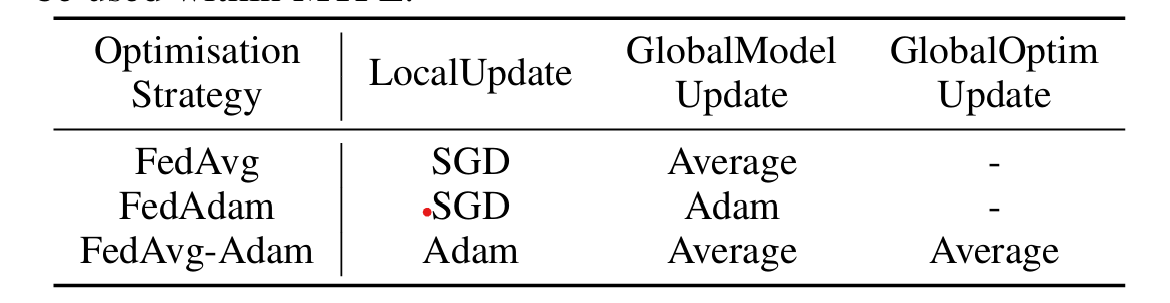 Optimisation Strategy LocalUpdate GlobalModel Update GlobalOptim Update
FedAvg SGD Average -
FedAdam SGD Adam -
FedAvg-Adam Adam Average Average